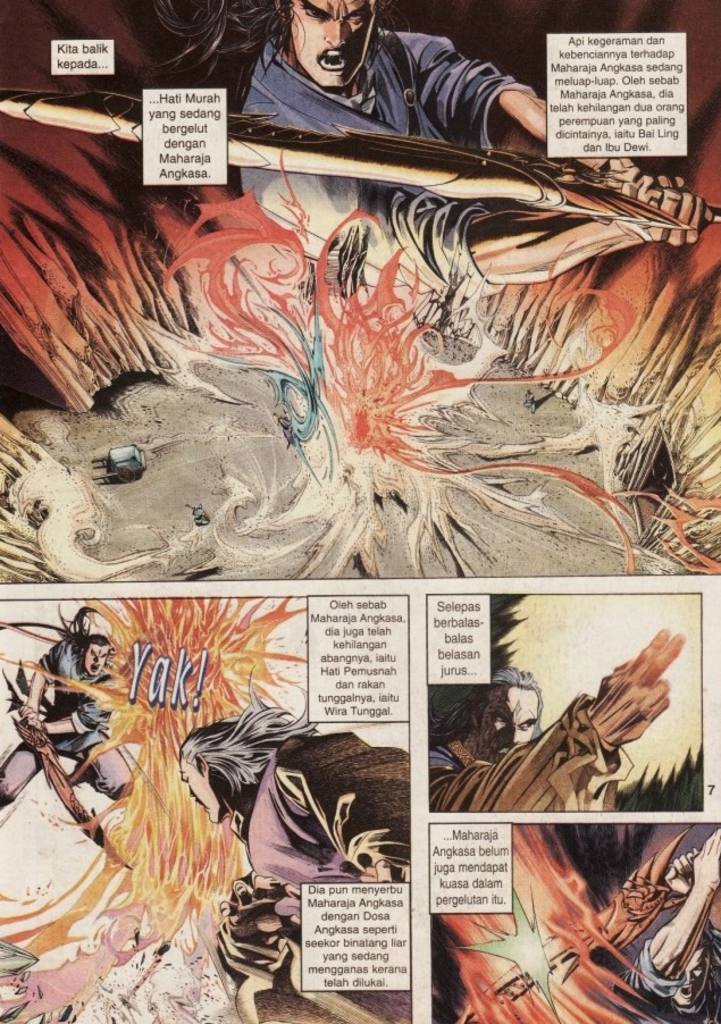 Kita balik
kepada...
...Hati Murah
yang sedang
bergelut
dengan
Maharaja
Angkasa.
Api kegeraman dan
kebenciannya terhadap
Maharaja Angkasa sedang
meluap-luap. Oleh sebab
Maharaja Angkasa, dia
telah kehilangan dua orang
perempuan yang paling
dicintainya, iaitu Bai Ling
dan Ibu Dewi.
Yak!
Oleh sebab
Maharaja Angkasa,
dia juga telah
kehilangan
abangnya, iaitu
Hati Pemusnah
dan rakan
tunggalnya, iaitu
Wira Tunggal.
Dia pun menyerbu
Maharaja Angkasa
dengan Dosa
Angkasa seperti
seekor binatang liar
yang sedang
mengganas kerana
telah dilukai.
Selepas
berbalas-
balas
belasan
jurus...
7
...Maharaja
Angkasa belum
juga mendapat
kuasa dalam
pergelutan itu.